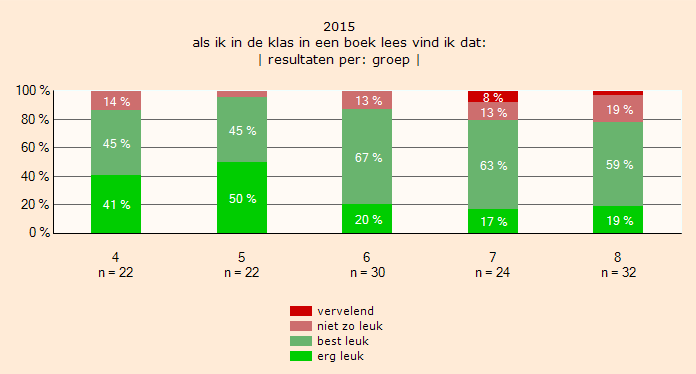 2015
als ik in de klas in een boek lees vind ik dat:
| resultaten per: groep |
100 %
80 %
60 %
40 %
20 %
0 %
14 %
45 %
41 %
45 %
50 %
13 %
67 %
20 %
8 %
13 %
63 %
17 %
19 %
59 %
19 %
4 5 6 7 8
n = 22 n = 22 n = 30 n = 24 n = 32
vervelend
niet zo leuk
best leuk
erg leuk